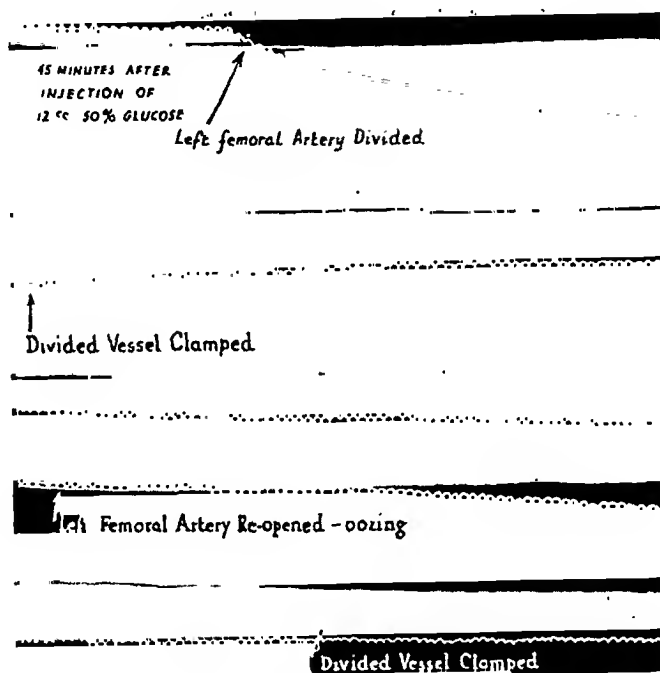 45 MINUTES AFTER
INJECTION OF
12 cc 50% GLUCOSE
Left femoral Artery Divided
Divided Vessel Clamped
Femoral Artery Re-opened - oozing
Divided Vessel Clamped